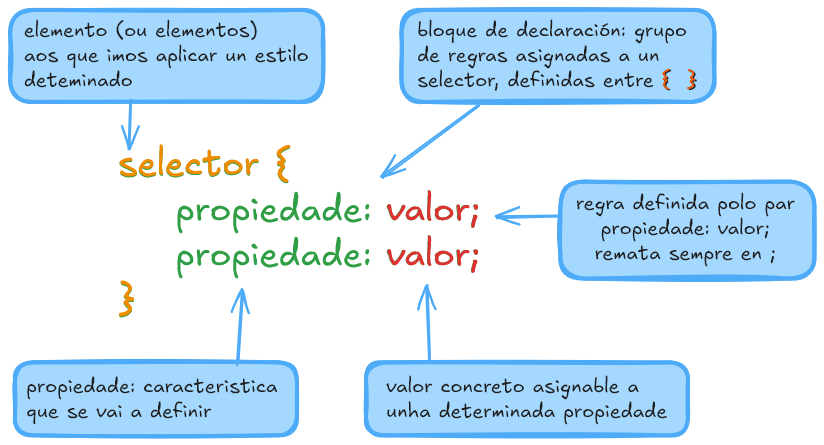 elemento (ou elementos)
aos que imos aplicar un estilo
deteminado
bloque de declaración: grupo
de regras asignadas a un
selector, definidas entre { }
selector {
propiedade: valor;
propiedade: valor;
}
regra definida polo par
propiedade: valor;
remata sempre en ;
propiedade: caracteristica
que se vai a definir
valor concreto asignable a
unha determinada propiedade